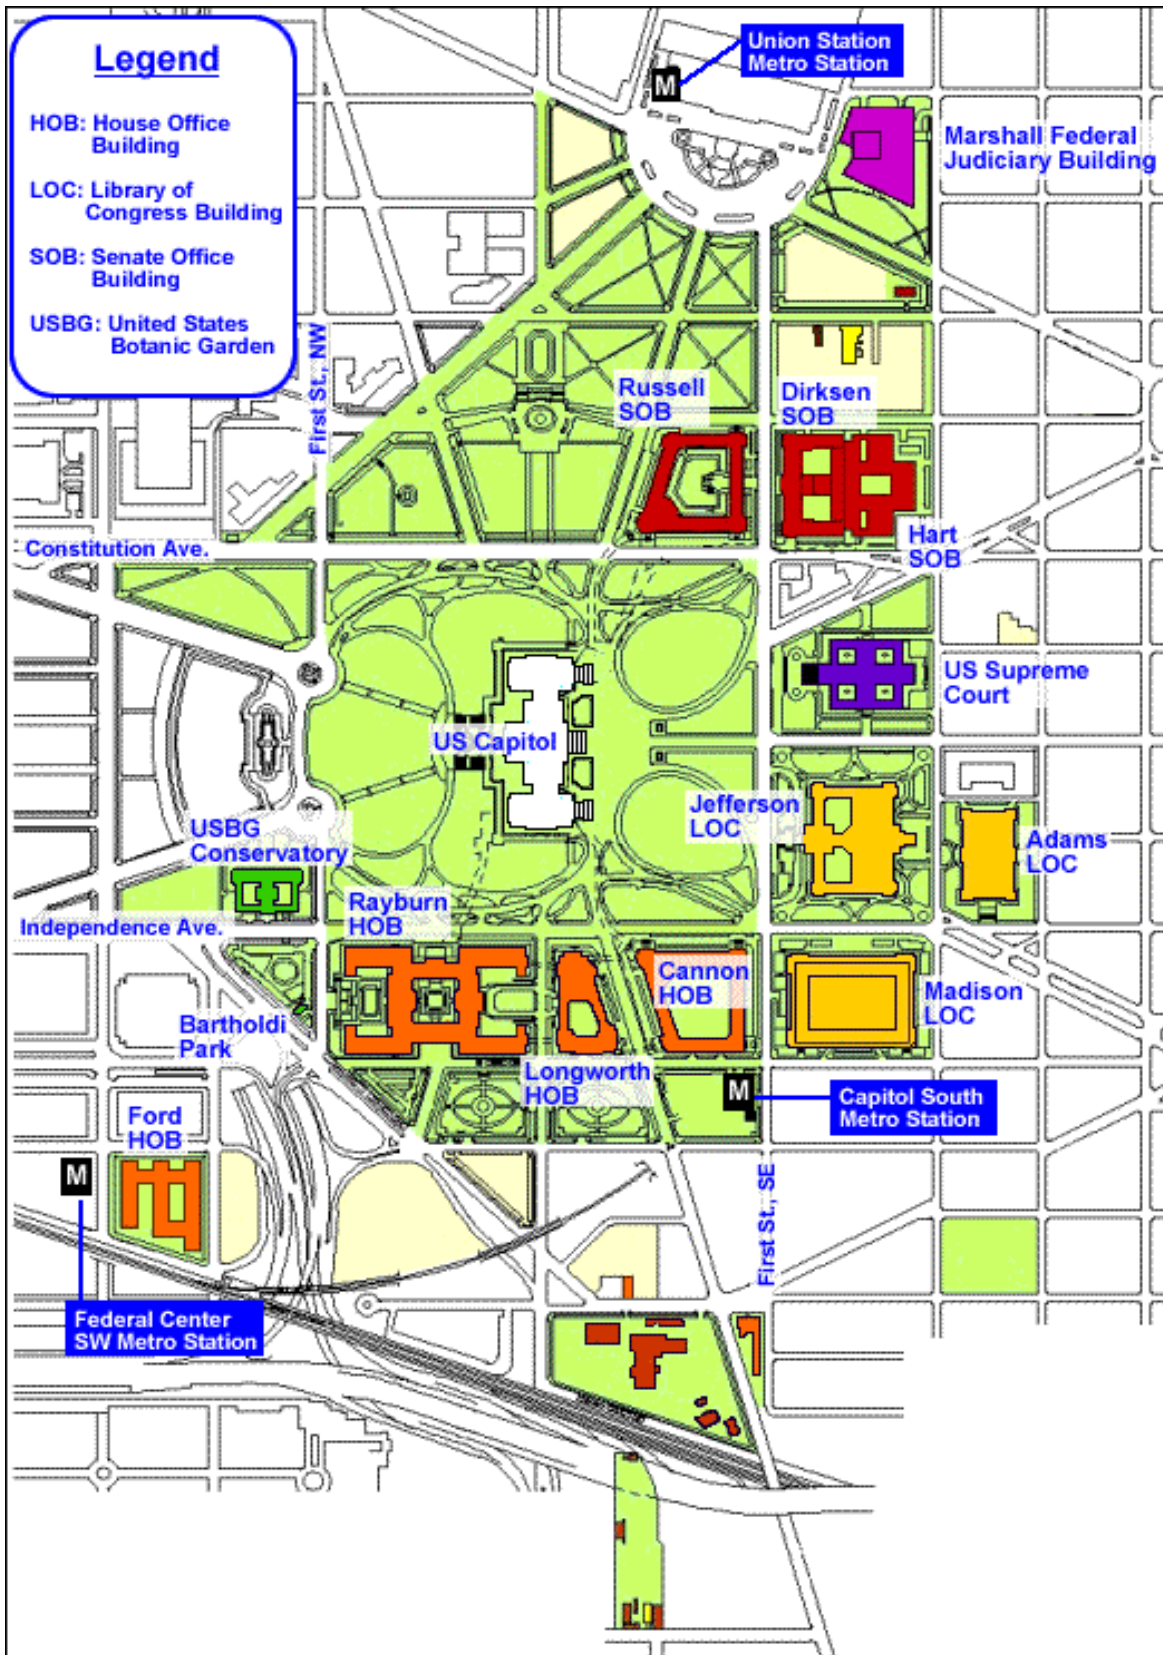 Legend
HOB: House Office
Building
LOC: Library of
Congress Building
SOB: Senate Office
Building
USBG: United States
Botanic Garden
Union Station
Metro Station
M
Marshall Federal
Judiciary Building
First St., NW
Russell
SOB
Dirksen
SOB
Constitution Ave.
Hart
SOB
US Supreme
Court
US Capitol
Jefferson
LOC
Adams
LOC
USBG
Conservatory
Rayburn
HOB
Independence Ave.
Cannon
HOB
Madison
LOC
Bartholdi
Park
Longworth
HOB
M
Capitol South
Metro Station
Ford
HOB
M
First St., SE
Federal Center
SW Metro Station